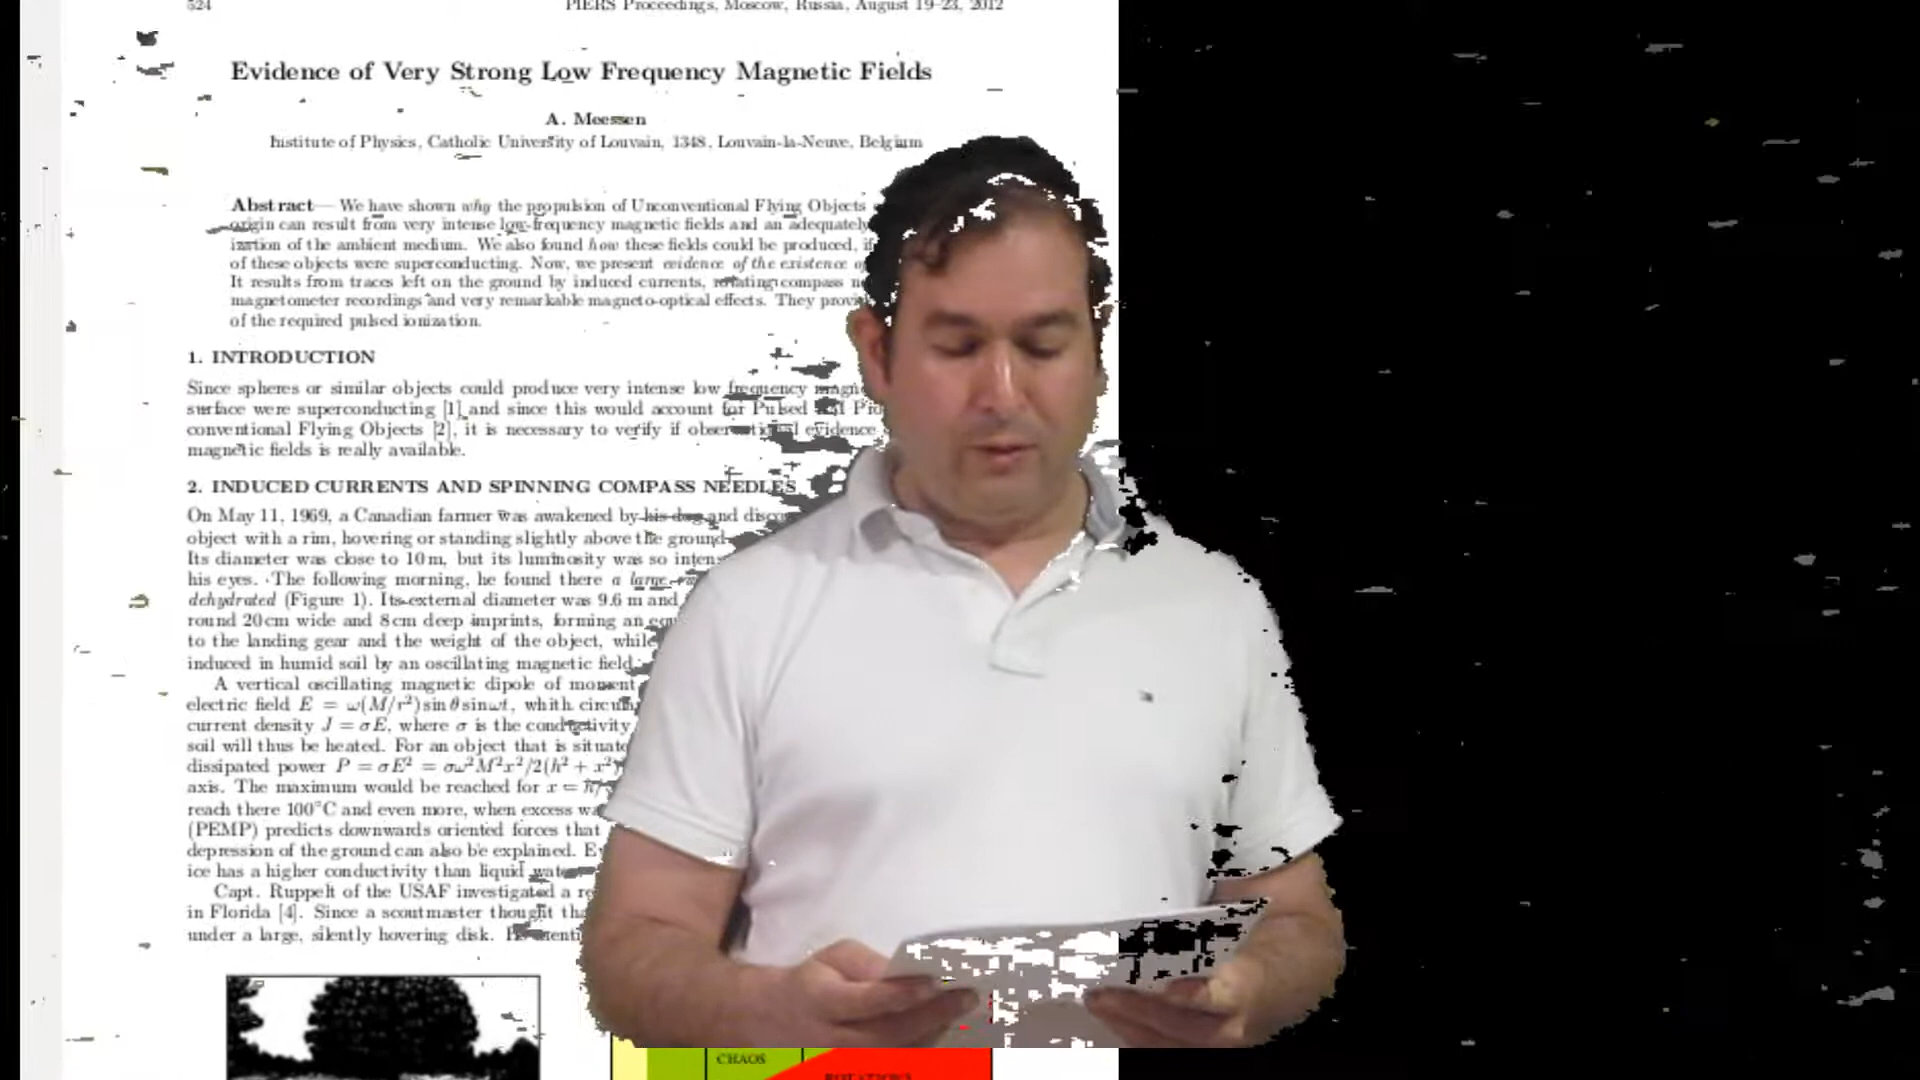 524 PIERS Proceedings, Moscow, Russia, August 19–23, 2012
Evidence of Very Strong Low Frequency Magnetic Fields
A. Meessen
Institute of Physics, Catholic University of Louvain, 1348, Louvain-la-Neuve, Belgium
Abstract— We have shown why the propulsion of Unconventional Flying Objects
origin can result from very intense low-frequency magnetic fields and an adequately
ization of the ambient medium. We also found how these fields could be produced, if
of these objects were superconducting. Now, we present evidence of the existence
It results from traces left on the ground by induced currents, rotating compass
magnetometer recordings and very remarkable magneto-optical effects. They
of the required pulsed ionization.
1. INTRODUCTION
Since spheres or similar objects could produce very intense low frequency
surface were superconducting [1] and since this would account for Pulsed
conventional Flying Objects [2], it is necessary to verify if observational evidence
magnetic fields is really available.
2. INDUCED CURRENTS AND SPINNING COMPASS NEEDLES
On May 11, 1969, a Canadian farmer was awakened by his dog and
object with a rim, hovering or standing slightly above the ground
Its diameter was close to 10 m, but its luminosity was so
his eyes. The following morning, he found there a large
dehydrated (Figure 1). Its external diameter was 9.6 m and
round 20 cm wide and 8 cm deep imprints, forming an
to the landing gear and the weight of the object, while
induced in humid soil by an oscillating magnetic field.
A vertical oscillating magnetic dipole of moment
electric field E = ω(M/r²) sin θ sin ωt, which
current density J = σE, where σ is the conductivity
soil will thus be heated. For an object that is
dissipated power P = σE² = σω²M²x²/2(h² + x²)
axis. The maximum would be reached for x = h/
reach there 100°C and even more, when excess
(PEMP) predicts downwards oriented forces that
depression of the ground can also be explained.
ice has a higher conductivity than liquid
Capt. Ruppelt of the USAF investigated a
in Florida [4]. Since a scoutmaster thought
under a large, silently hovering disk.
CHAOS
ROTATIONS